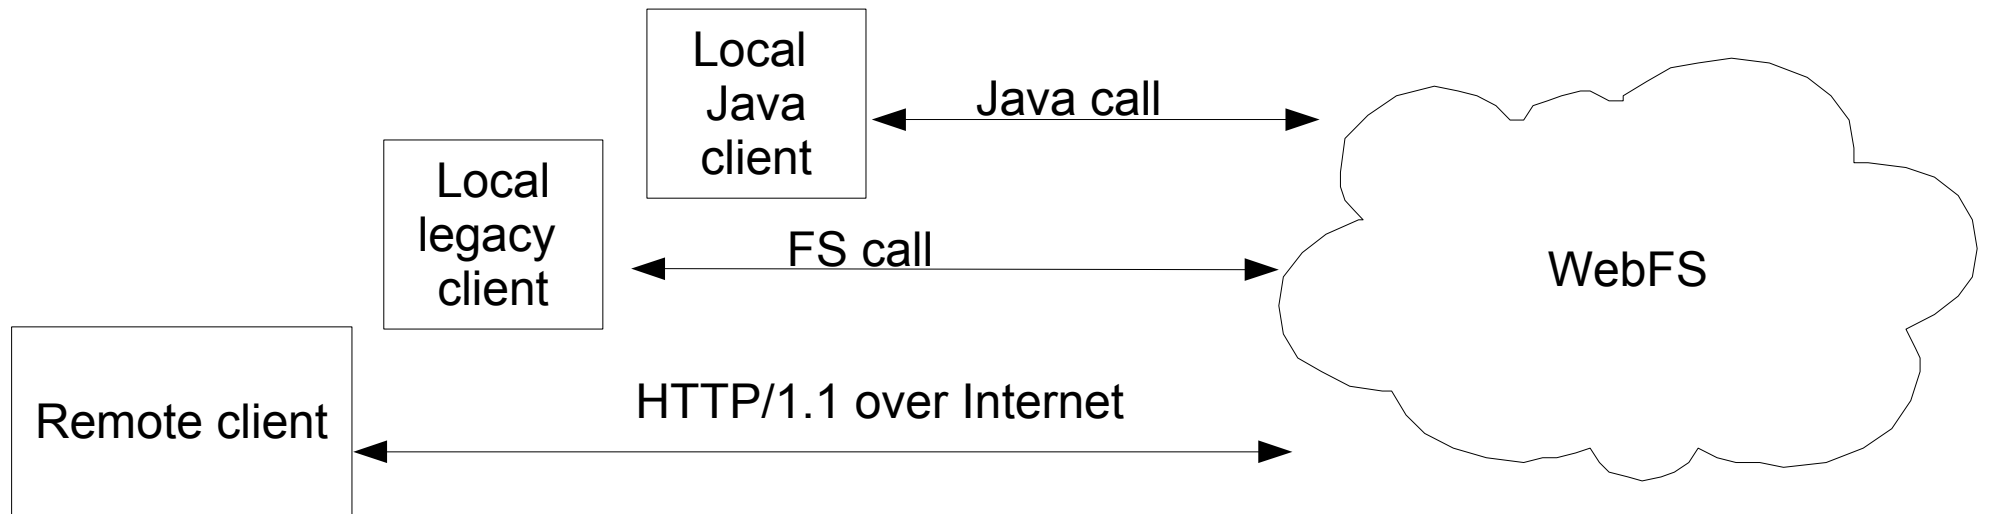 Local
Java
client
Java call
Local
legacy
client
FS call
WebFS
Remote client
HTTP/1.1 over Internet